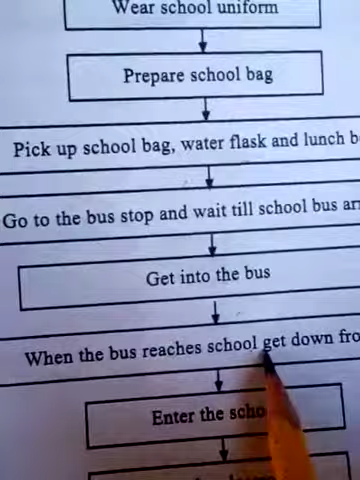 Wear school uniform
Prepare school bag
Pick up school bag, water flask and lunch
Go to the bus stop and wait till school bus
Get into the bus
When the bus reaches school get down
Enter the